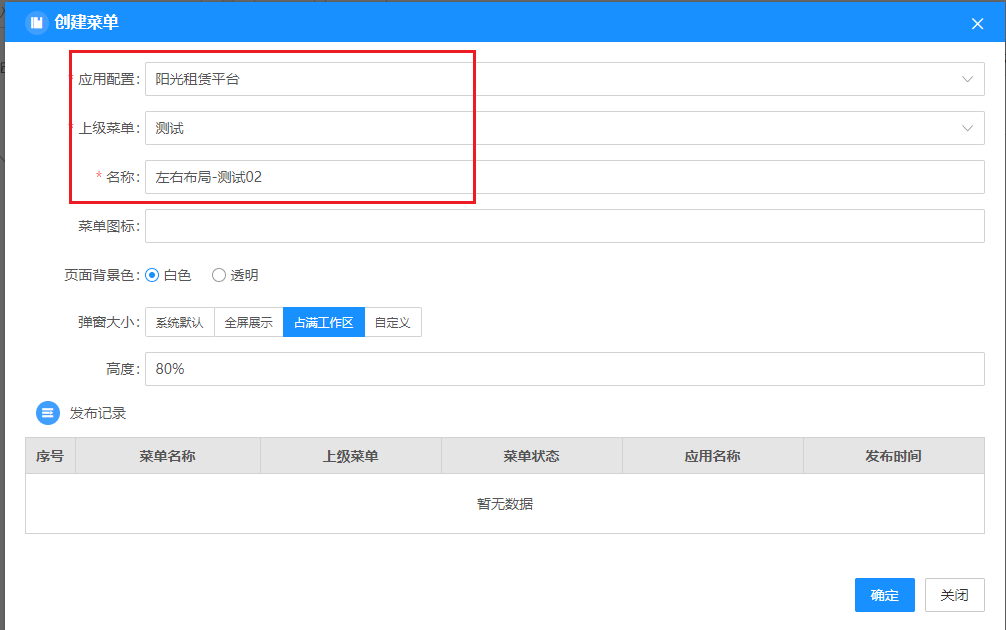 创建菜单
* 应用配置: 阳光租赁平台
* 上级菜单: 测试
* 名称: 左右布局-测试02
菜单图标:
页面背景色: 白色 透明
弹窗大小: 系统默认 全屏展示 占满工作区 自定义
高度: 80%
发布记录
序号 菜单名称 上级菜单 菜单状态 应用名称 发布时间
暂无数据
确定 关闭